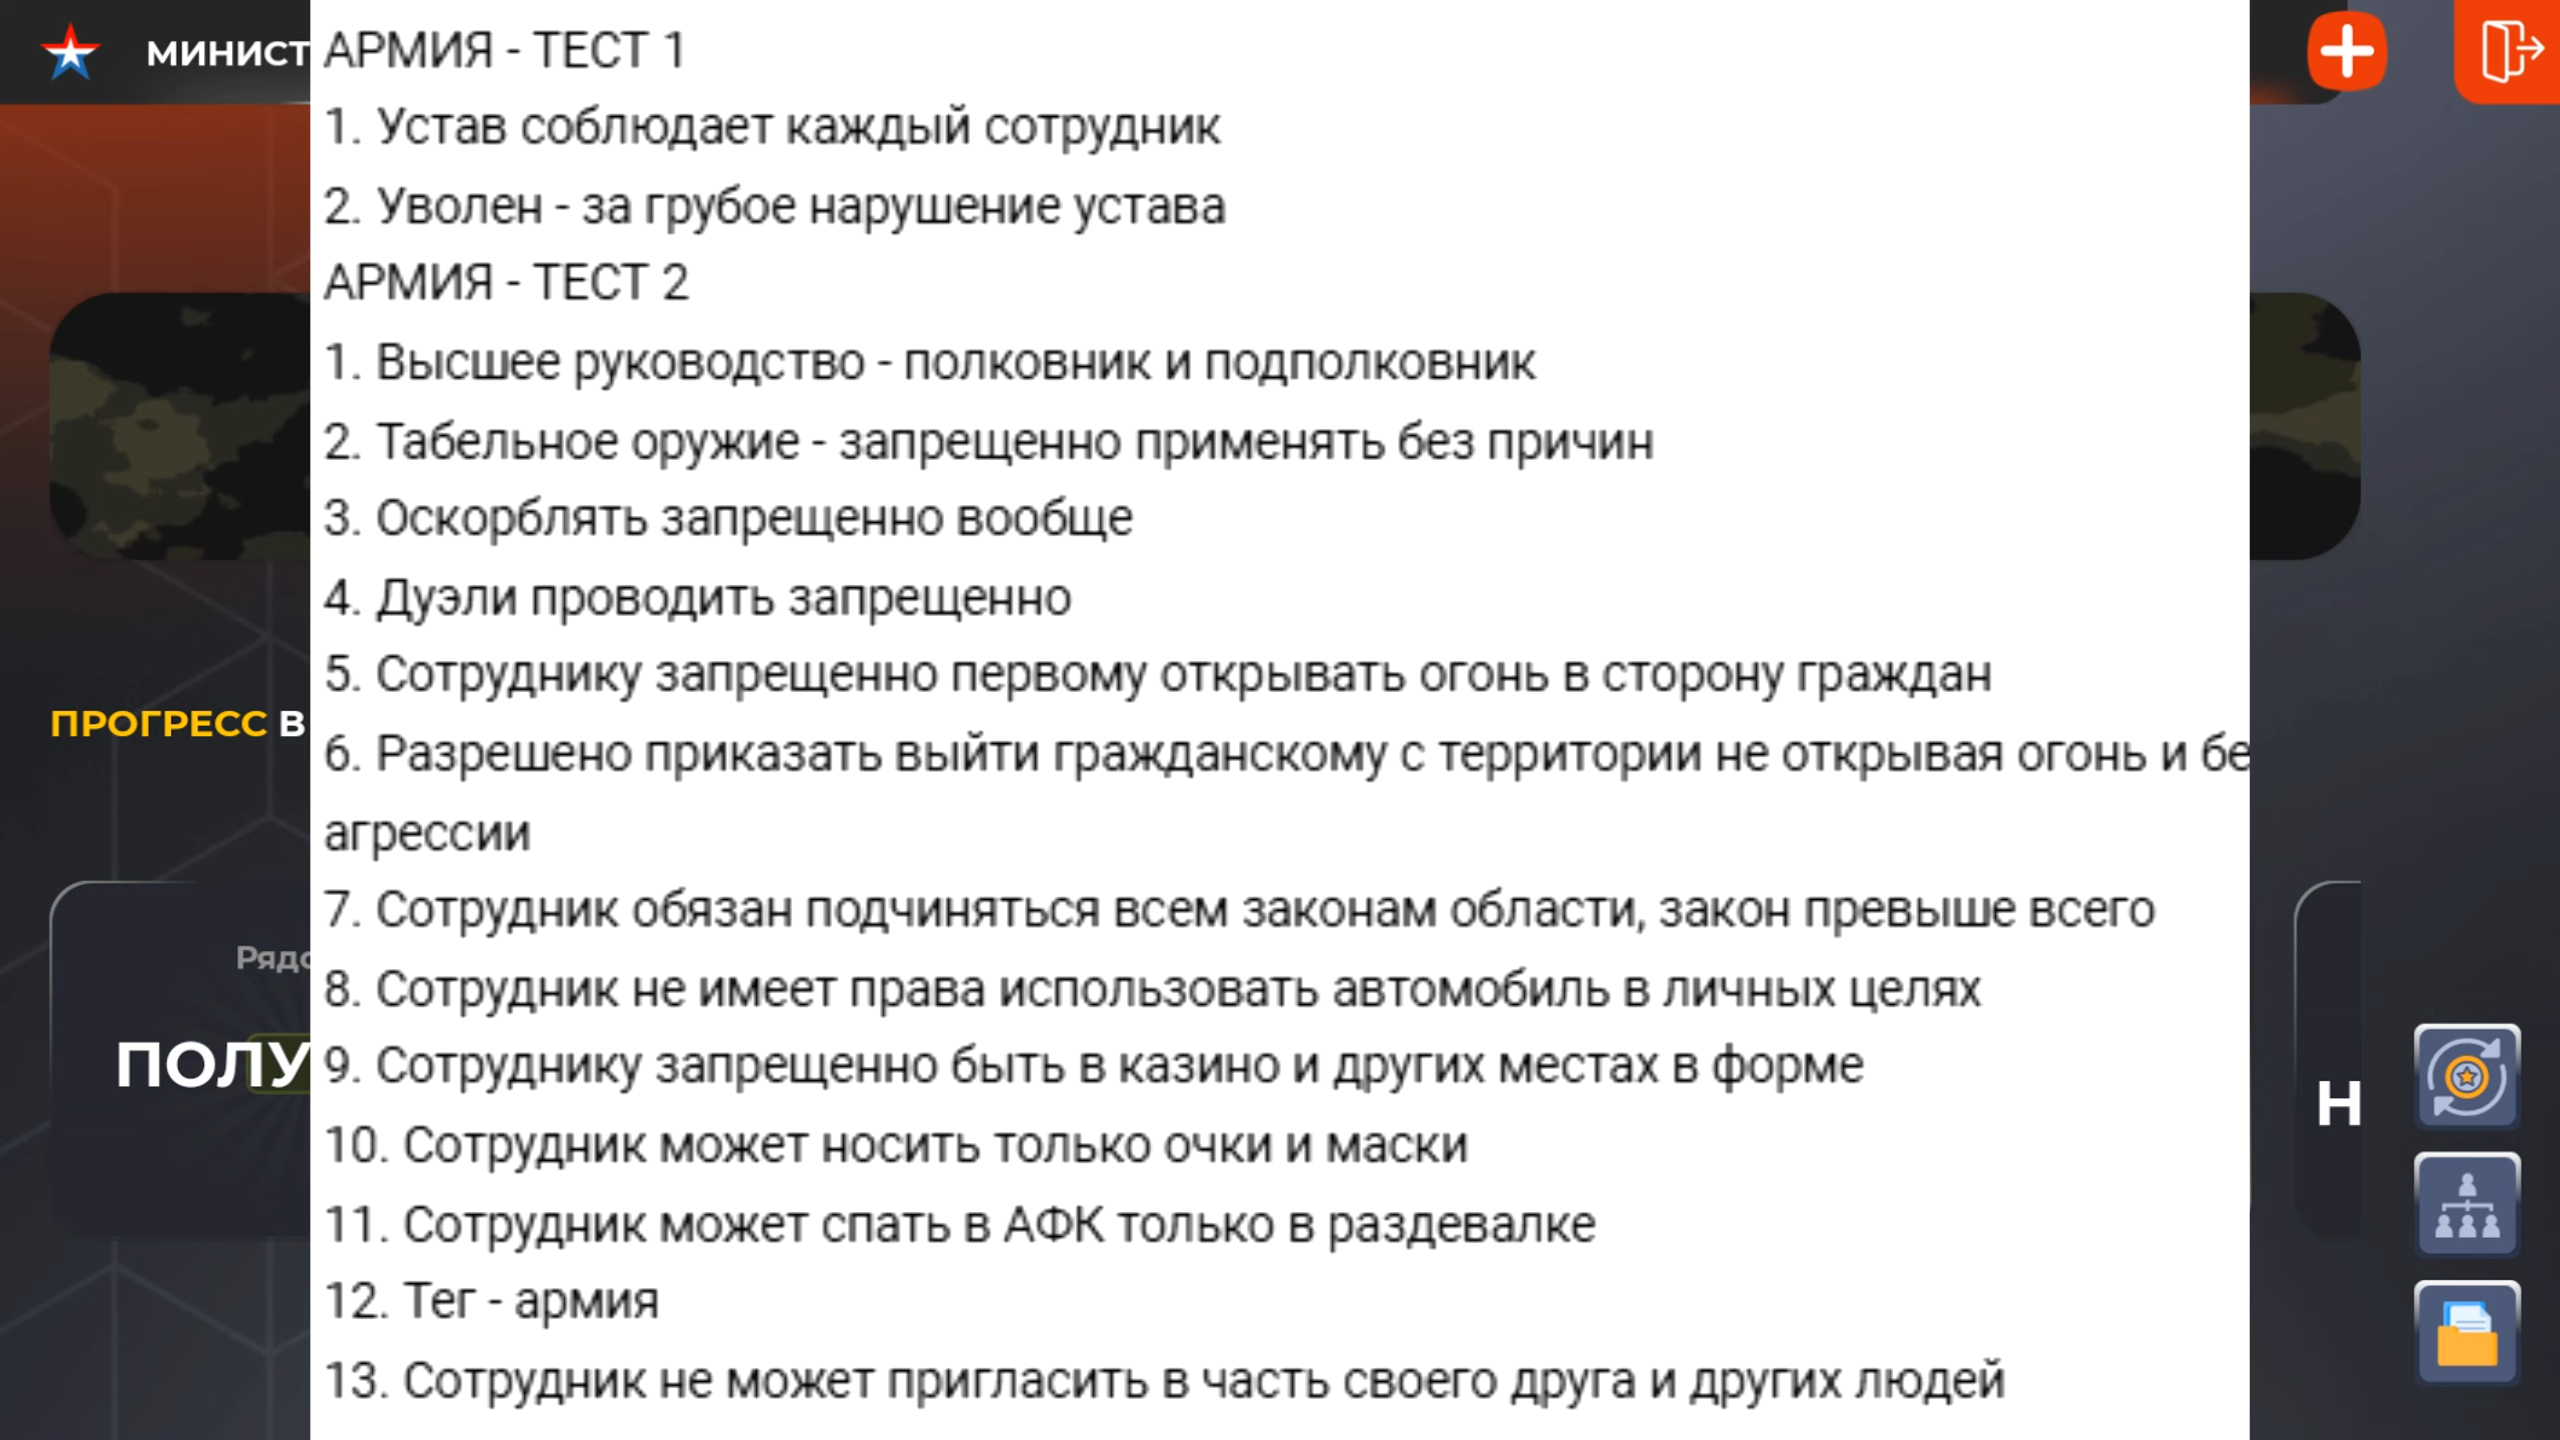 МИНИСТ
АРМИЯ - ТЕСТ 1
1. Устав соблюдает каждый сотрудник
2. Уволен - за грубое нарушение устава
АРМИЯ - ТЕСТ 2
1. Высшее руководство - полковник и подполковник
2. Табельное оружие - запрещенно применять без причин
3. Оскорблять запрещенно вообще
4. Дуэли проводить запрещенно
5. Сотруднику запрещенно первому открывать огонь в сторону граждан
ПРОГРЕСС В
6. Разрешено приказать выйти гражданскому с территории не открывая огонь и бе
агрессии
7. Сотрудник обязан подчиняться всем законам области, закон превыше всего
Рядо
8. Сотрудник не имеет права использовать автомобиль в личных целях
ПОЛУ
9. Сотруднику запрещенно быть в казино и других местах в форме
Н
10. Сотрудник может носить только очки и маски
11. Сотрудник может спать в АФК только в раздевалке
12. Тег - армия
13. Сотрудник не может пригласить в часть своего друга и других людей